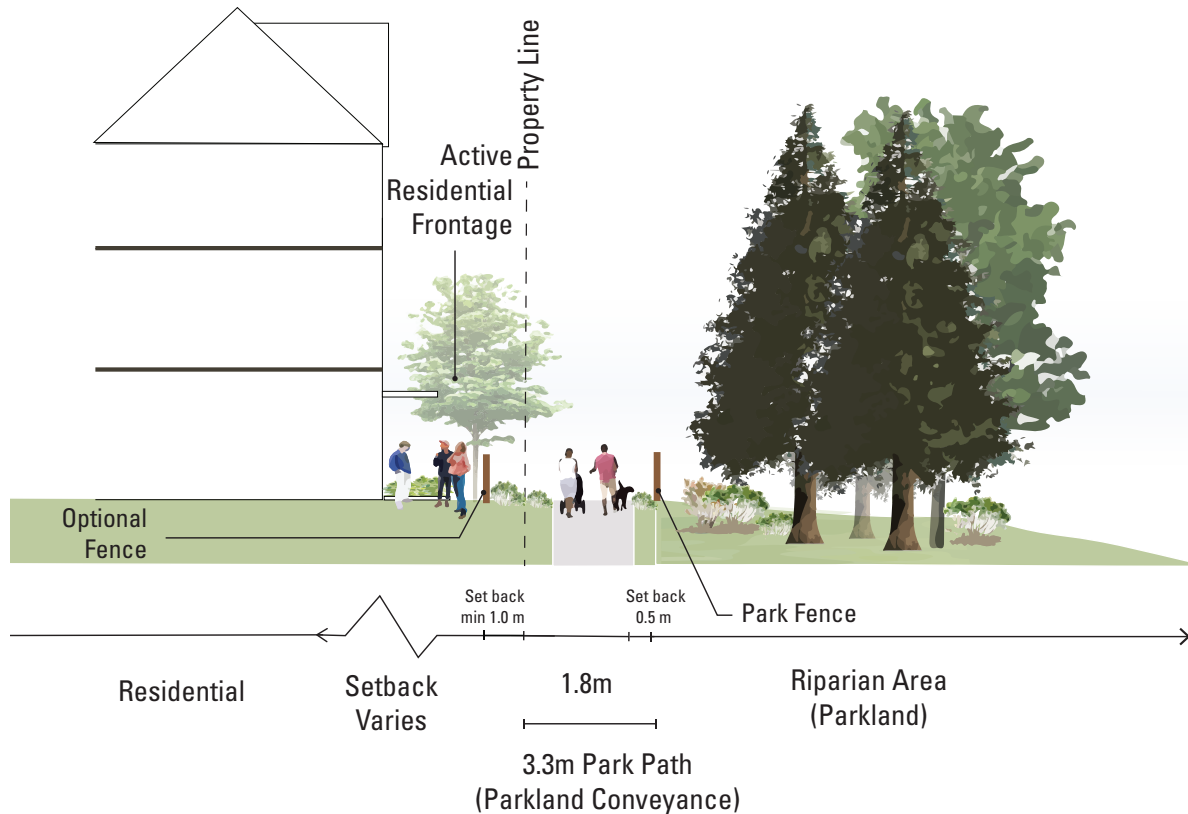 Property Line
Active
Residential
Frontage
Optional
Fence
Set back
min 1.0 m
Set back
0.5 m
Park Fence
Residential
Setback
Varies
1.8m
Riparian Area
(Parkland)
3.3m Park Path
(Parkland Conveyance)